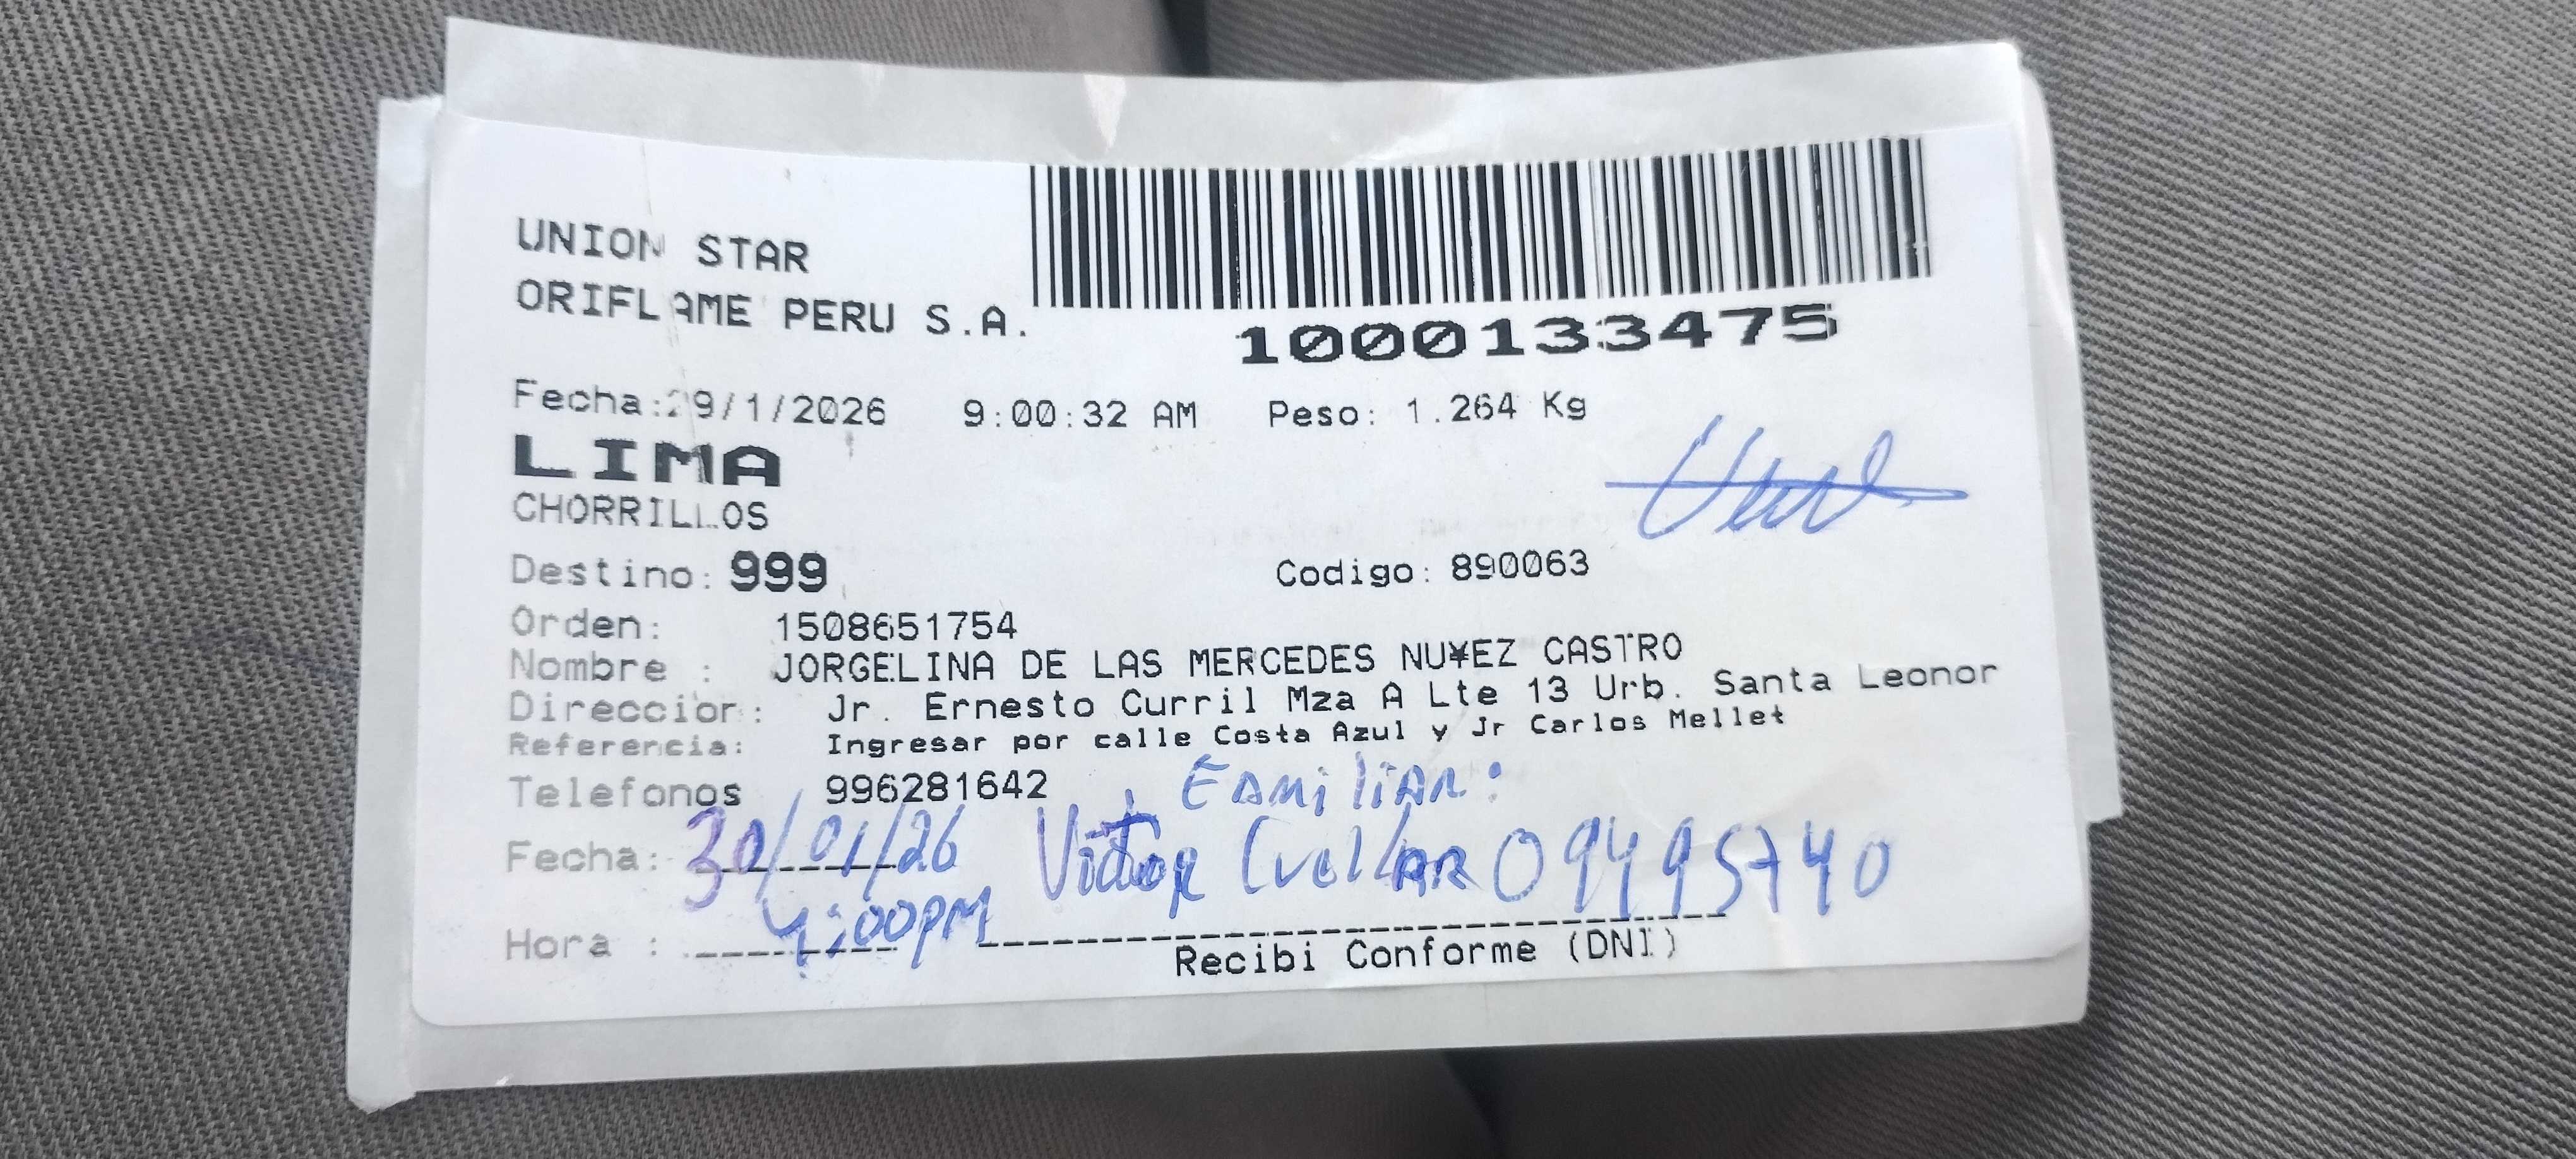 UNION STAR
ORIFLAME PERU S.A.
1000133475
Fecha:29/1/2026 9:00:32 AM Peso: 1.264 Kg
LIMA
CHORRILLOS
Destino: 999 Codigo: 890063
Orden: 1508651754
Nombre : JORGELINA DE LAS MERCEDES NU¥EZ CASTRO
Direccion: Jr. Ernesto Curril Mza A Lte 13 Urb. Santa Leonor
Referencia: Ingresar por calle Costa Azul y Jr Carlos Mellet
Telefonos 996281642 FAMiliAR:
Fecha: 30/01/26 Victor CuellAR 09495740
Hora : 4:00PM
Recibi Conforme (DNI)